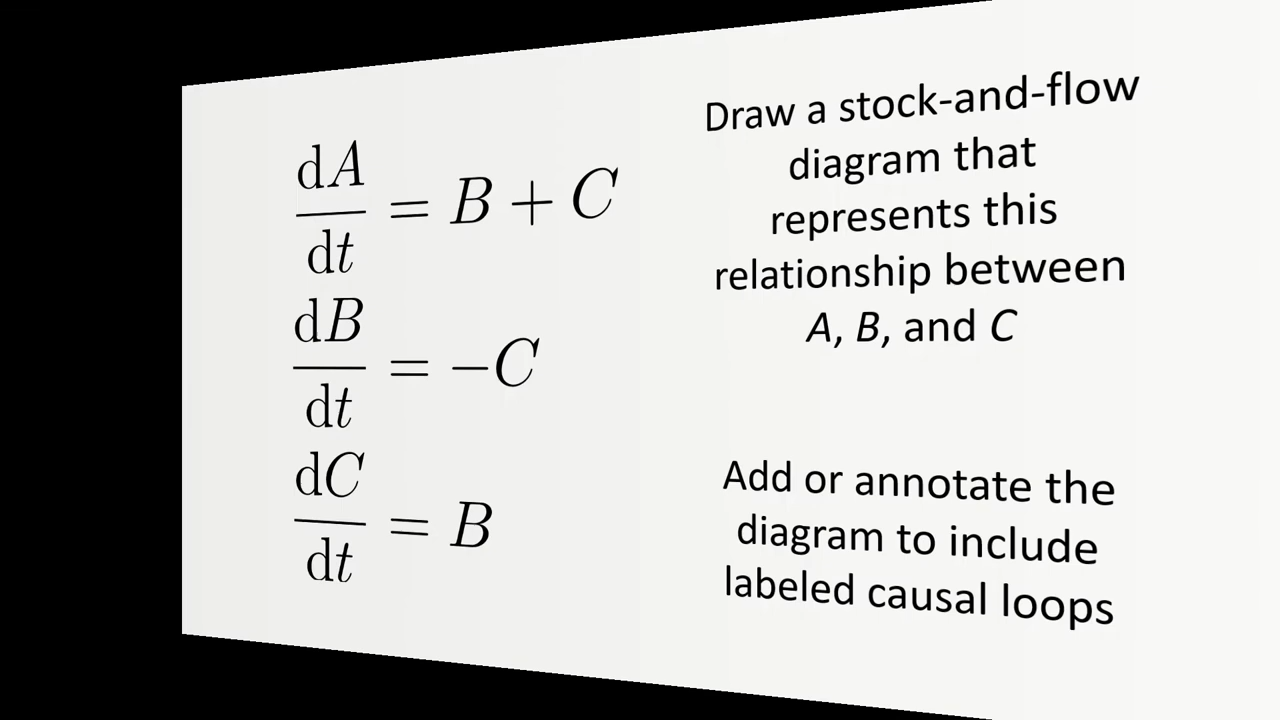 dA/dt = B + C
dB/dt = −C
dC/dt = B
Draw a stock-and-flow
diagram that
represents this
relationship between
A, B, and C
Add or annotate the
diagram to include
labeled causal loops